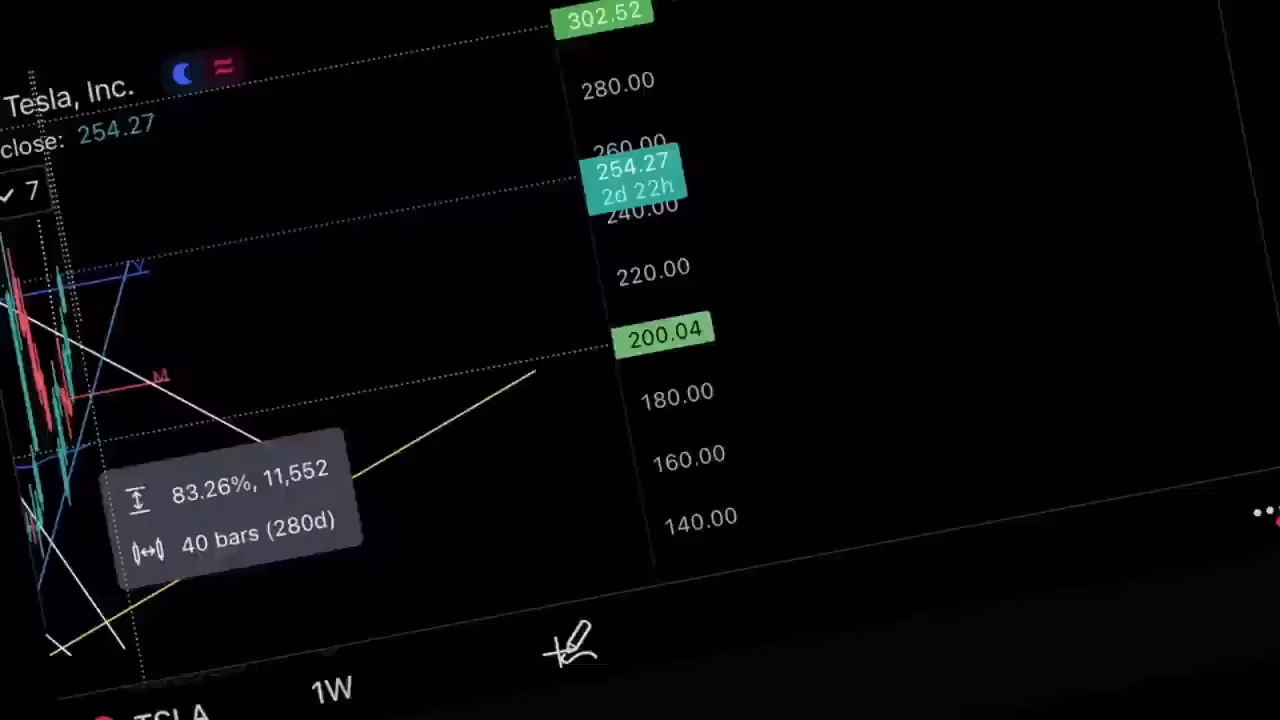 302.52
280.00
Tesla, Inc.
close: 254.27
260.00
254.27
2d 22h
7
240.00
220.00
Y
200.04
M
180.00
160.00
83.26%, 11,552
140.00
40 bars (280d)
1W
TSLA